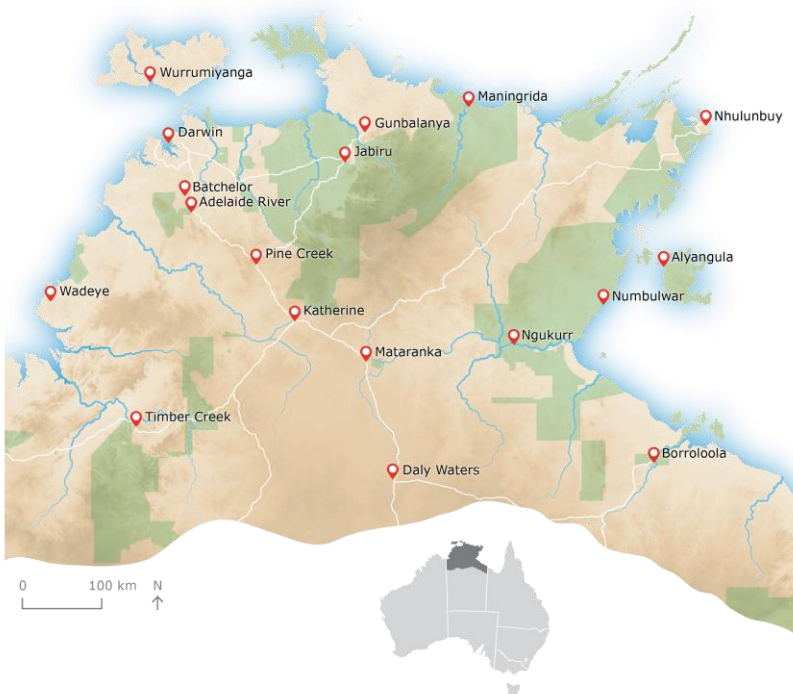 Wurrumiyanga
Maningrida
Nhulunbuy
Gunbalanya
Darwin
Jabiru
Batchelor
Adelaide River
Pine Creek
Alyangula
Wadeye
Numbulwar
Katherine
Ngukurr
Mataranka
Timber Creek
Borroloola
Daly Waters
0 100 km N